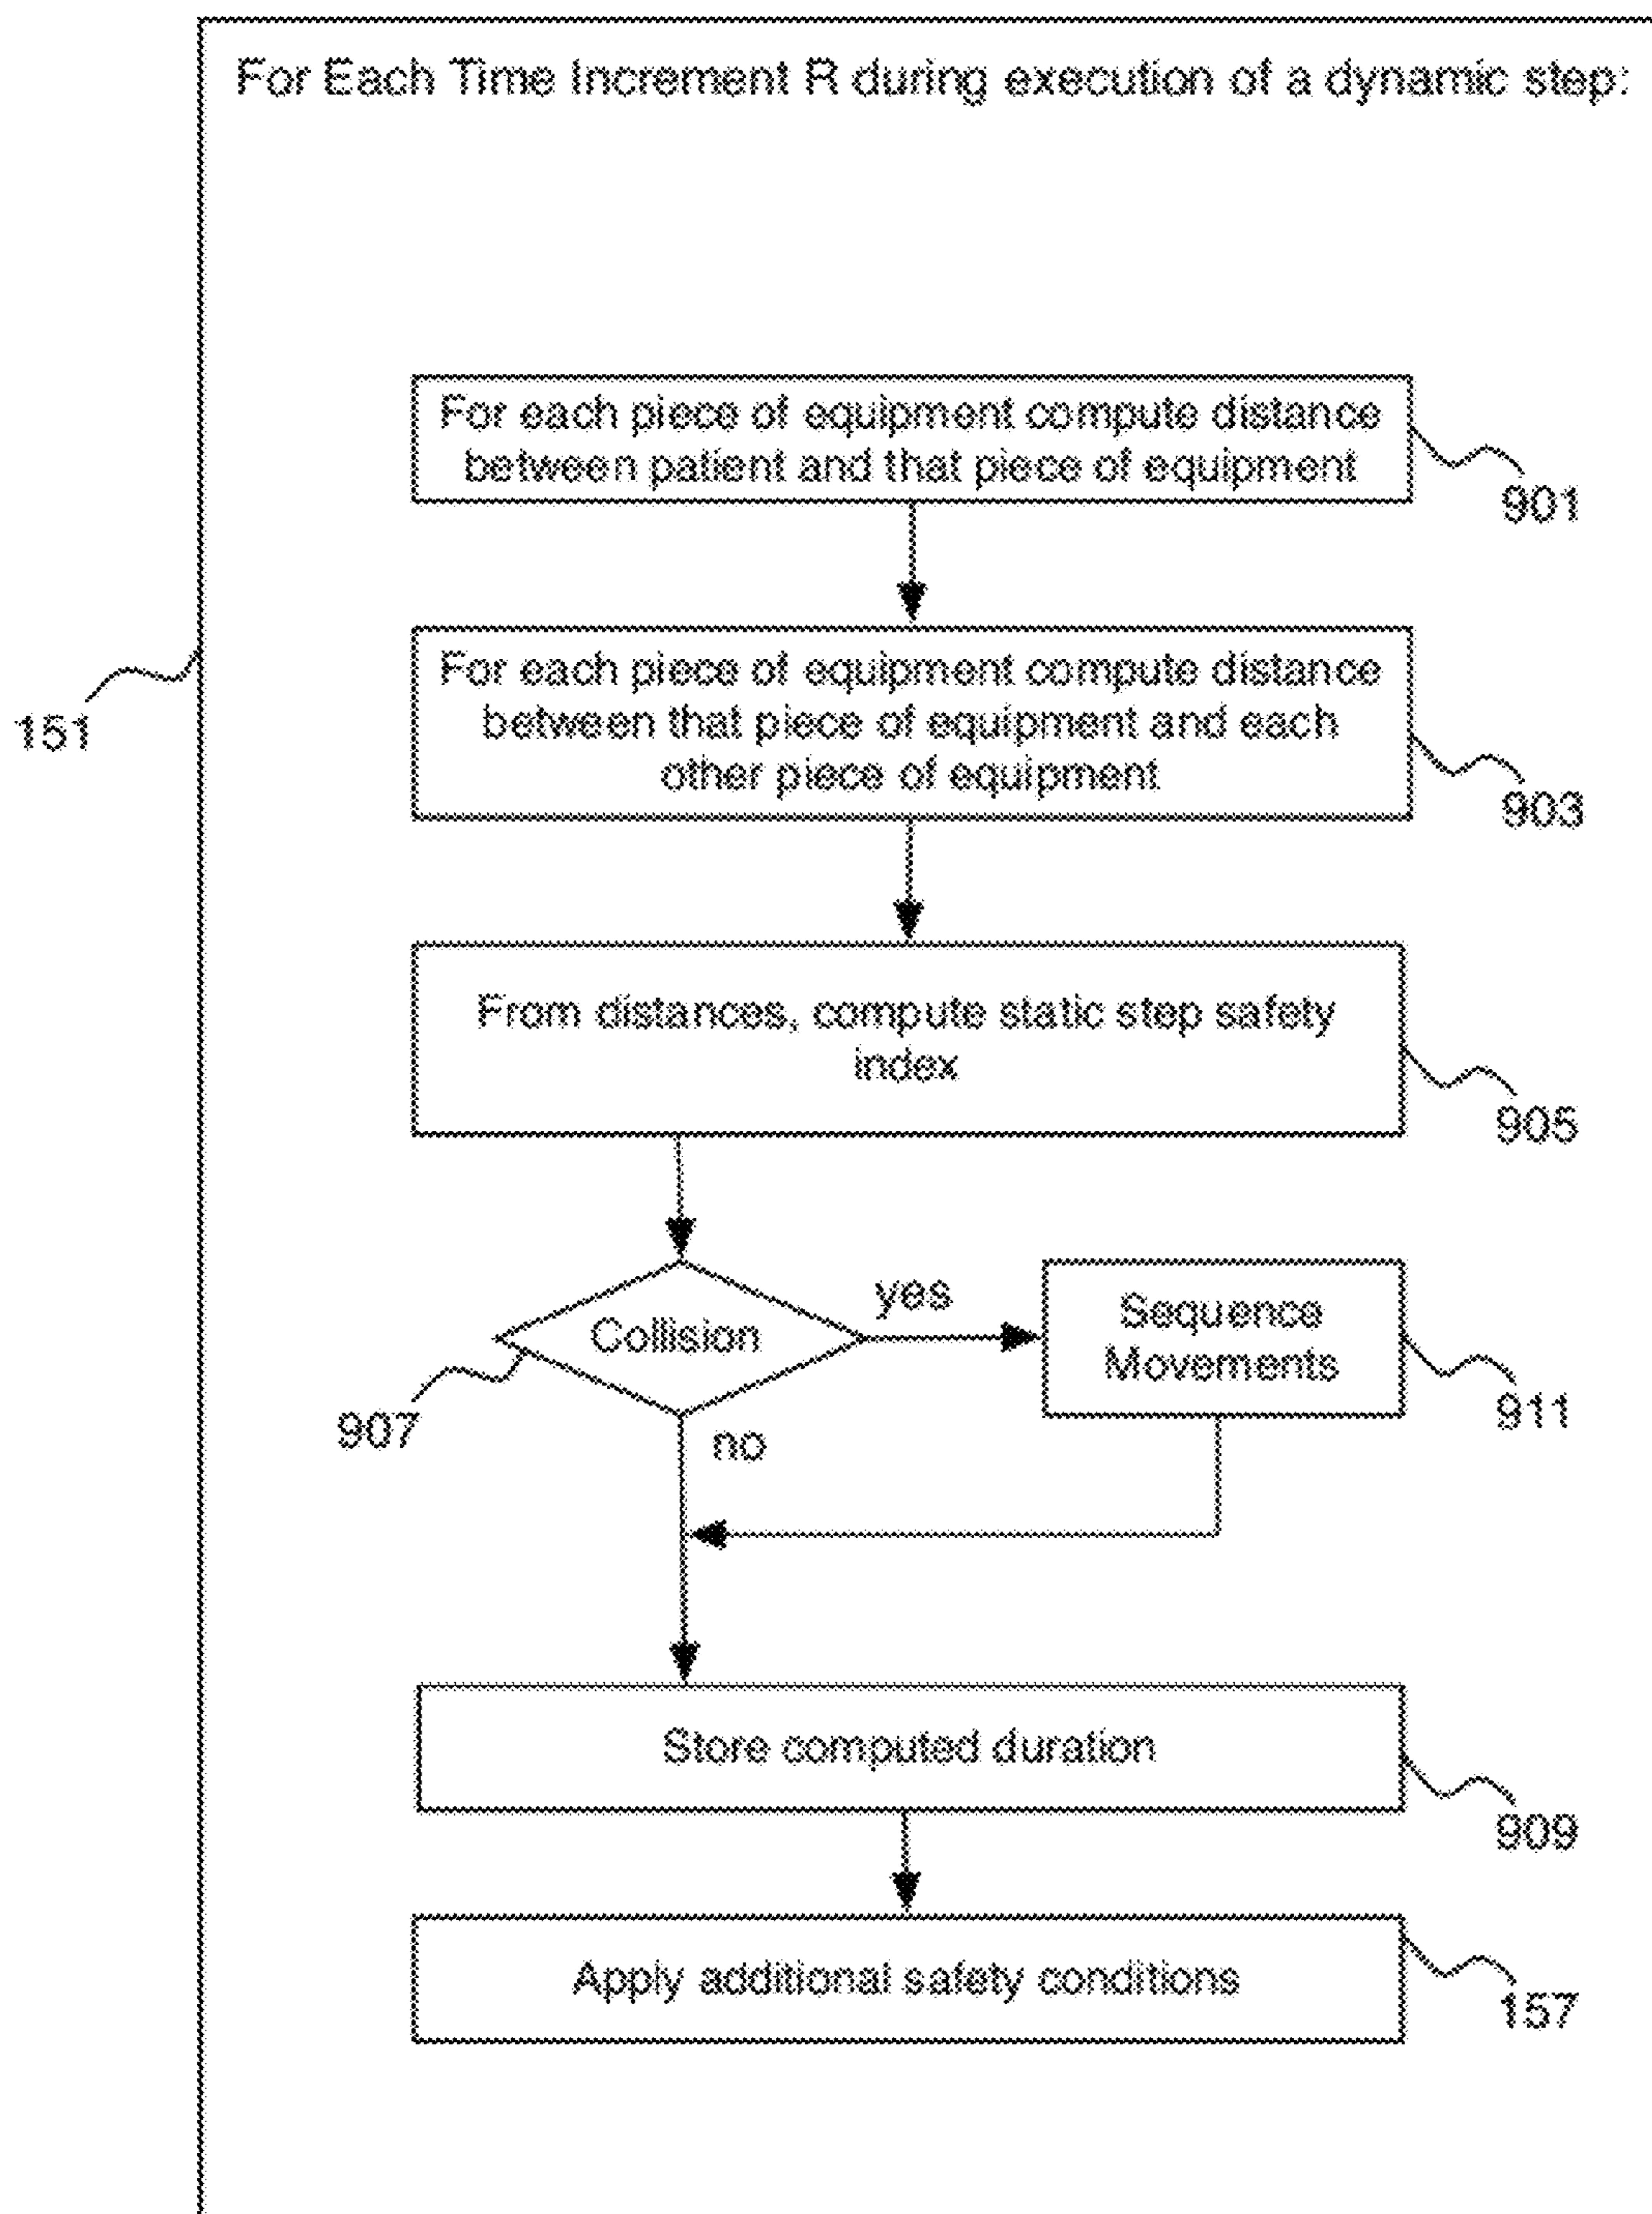 For Each Time Increment R during execution of a dynamic step:
For each piece of equipment compute distance
between patient and that piece of equipment
901
For each piece of equipment compute distance
between that piece of equipment and each
other piece of equipment
151
903
From distances, compute static step safety
index
905
yes
Collision
Sequence
Movements
907
no
911
Store computed duration
909
Apply additional safety conditions
157